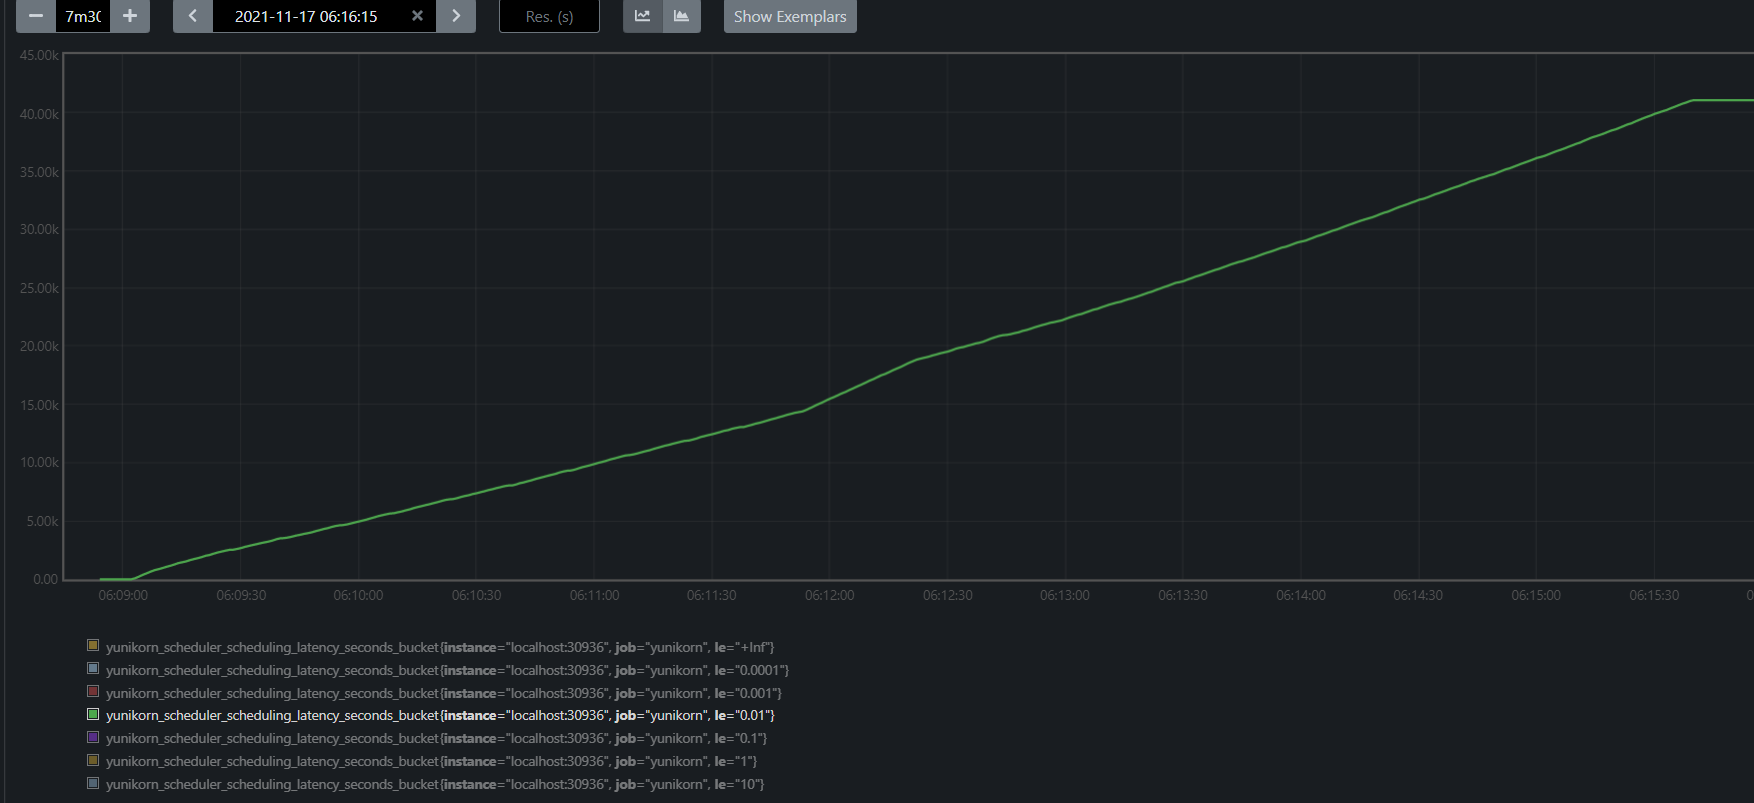 7m30
2021-11-17 06:16:15
Res. (s)
Show Exemplars
45.00k
40.00k
35.00k
30.00k
25.00k
20.00k
15.00k
10.00k
5.00k
0.00
06:09:00 06:09:30 06:10:00 06:10:30 06:11:00 06:11:30 06:12:00 06:12:30 06:13:00 06:13:30 06:14:00 06:14:30 06:15:00 06:15:30
yunikorn_scheduler_scheduling_latency_seconds_bucket{instance="localhost:30936", job="yunikorn", le="+Inf"}
yunikorn_scheduler_scheduling_latency_seconds_bucket{instance="localhost:30936", job="yunikorn", le="0.0001"}
yunikorn_scheduler_scheduling_latency_seconds_bucket{instance="localhost:30936", job="yunikorn", le="0.001"}
yunikorn_scheduler_scheduling_latency_seconds_bucket{instance="localhost:30936", job="yunikorn", le="0.01"}
yunikorn_scheduler_scheduling_latency_seconds_bucket{instance="localhost:30936", job="yunikorn", le="0.1"}
yunikorn_scheduler_scheduling_latency_seconds_bucket{instance="localhost:30936", job="yunikorn", le="1"}
yunikorn_scheduler_scheduling_latency_seconds_bucket{instance="localhost:30936", job="yunikorn", le="10"}